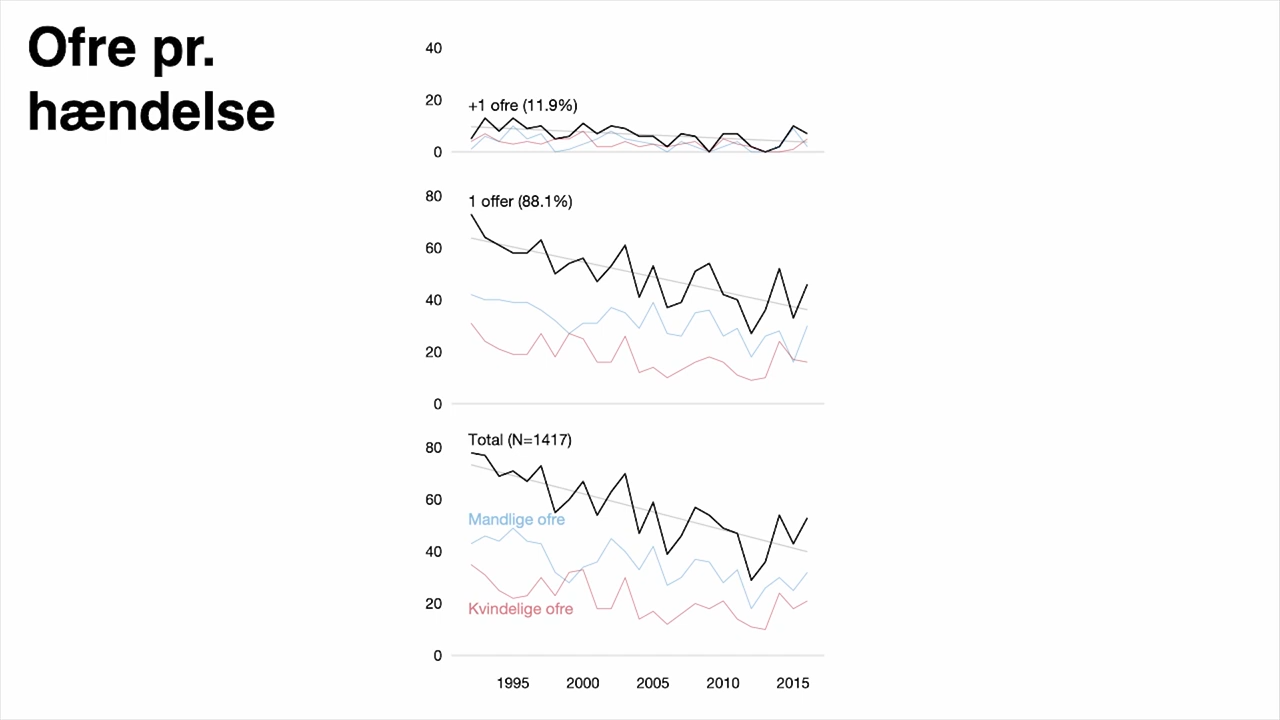 Ofre pr.
hændelse
40
20
+1 ofre (11.9%)
0
80
1 offer (88.1%)
60
40
20
0
Total (N=1417)
80
60
Mandlige ofre
40
20
Kvindelige ofre
0
1995 2000 2005 2010 2015